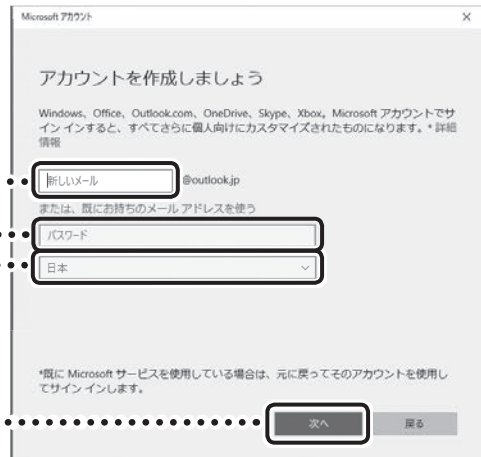 Microsoft アカウント
アカウントを作成しましょう
Windows、Office、Outlook.com、OneDrive、Skype、Xbox。Microsoft アカウントでサ
イン インすると、すべてさらに個人向けにカスタマイズされたものになります。* 詳細
情報
新しいメール @outlook.jp
または、既にお持ちのメール アドレスを使う
パスワード
日本
*既に Microsoft サービスを使用している場合は、元に戻ってそのアカウントを使用し
てサイン インします。
次へ 戻る